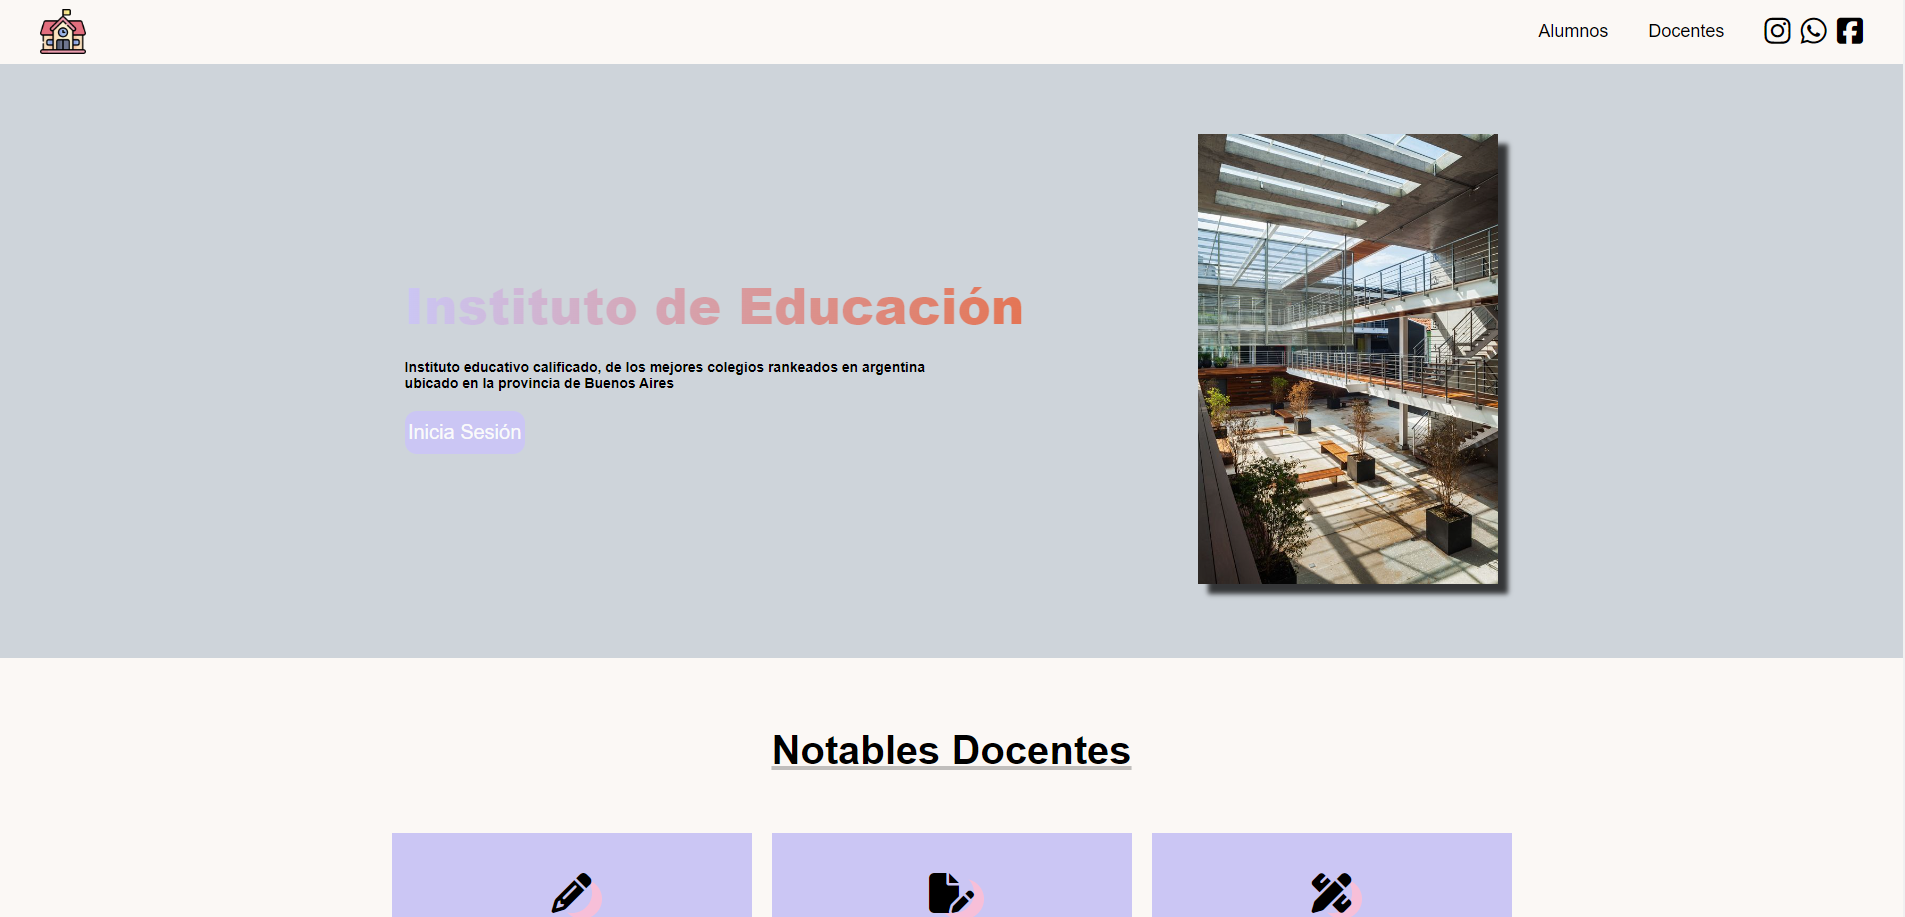 Alumnos Docentes
Instituto de Educación
Instituto educativo calificado, de los mejores colegios rankeados en argentina
ubicado en la provincia de Buenos Aires
Inicia Sesión
Notables Docentes